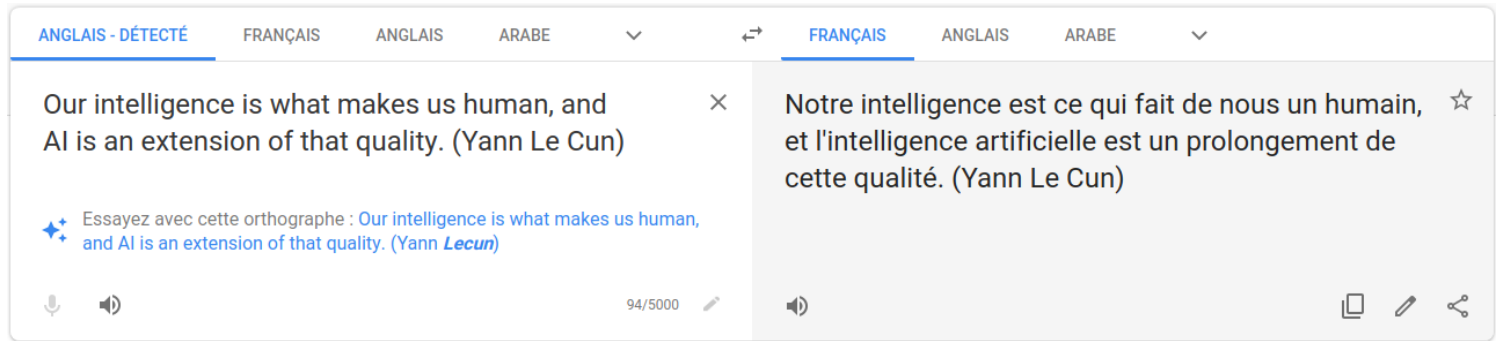 ANGLAIS - DÉTECTÉ FRANÇAIS ANGLAIS ARABE FRANÇAIS ANGLAIS ARABE
Our intelligence is what makes us human, and
AI is an extension of that quality. (Yann Le Cun)
Essayez avec cette orthographe : Our intelligence is what makes us human,
and AI is an extension of that quality. (Yann Lecun)
94/5000
Notre intelligence est ce qui fait de nous un humain,
et l'intelligence artificielle est un prolongement de
cette qualité. (Yann Le Cun)